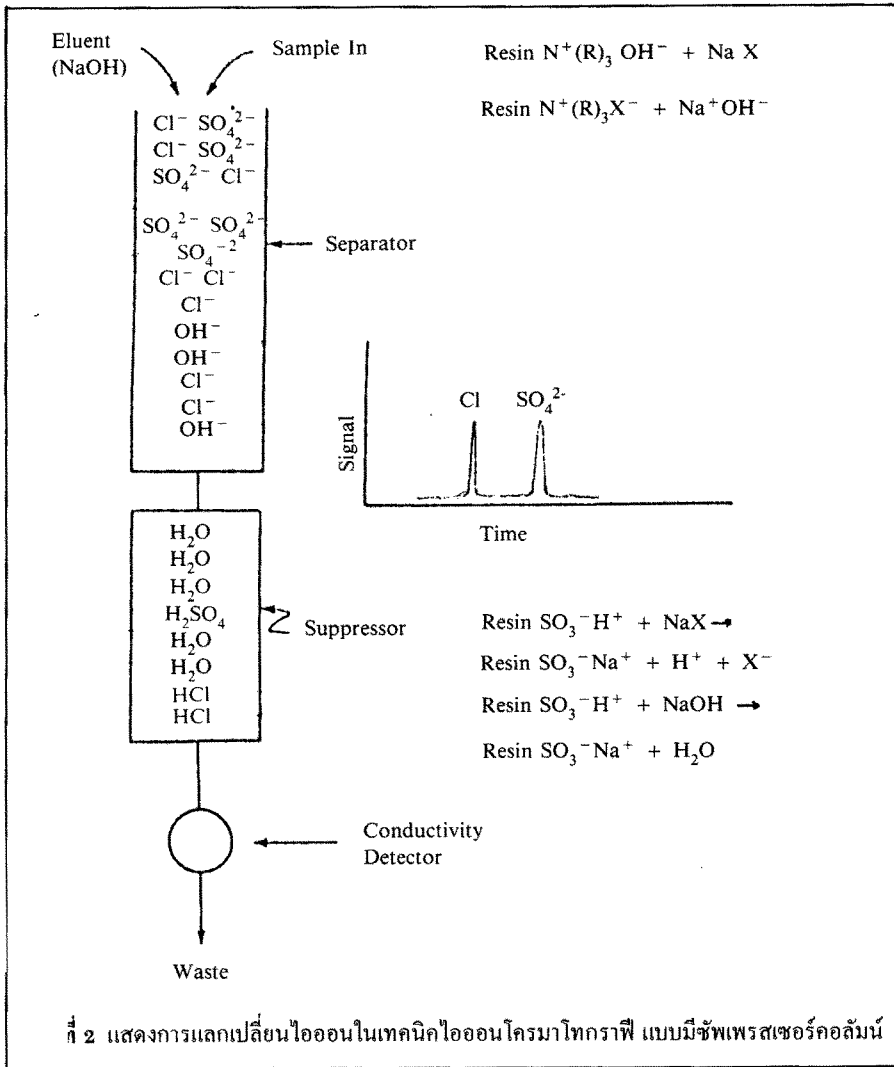 Eluent
(NaOH)
Sample In
Resin N⁺(R)₃ OH⁻ + Na X
Resin N⁺(R)₃X⁻ + Na⁺OH⁻
Cl⁻ SO₄²⁻
Cl⁻ SO₄²⁻
SO₄²⁻ Cl⁻
SO₄²⁻ SO₄²⁻
SO₄⁻²
Cl⁻ Cl⁻
Cl⁻
OH⁻
OH⁻
Cl⁻
Cl⁻
OH⁻
Separator
Cl SO₄²⁻
Signal
Time
H₂O
H₂O
H₂O
H₂SO₄
H₂O
H₂O
HCl
HCl
Suppressor
Resin SO₃⁻H⁺ + NaX →
Resin SO₃⁻Na⁺ + H⁺ + X⁻
Resin SO₃⁻H⁺ + NaOH →
Resin SO₃⁻Na⁺ + H₂O
Conductivity
Detector
Waste
ที่ 2 แสดงการแลกเปลี่ยนไอออนในเทคนิคไอออนโครมาโทกราฟี แบบมีซัพเพรสเซอร์คอลัมน์